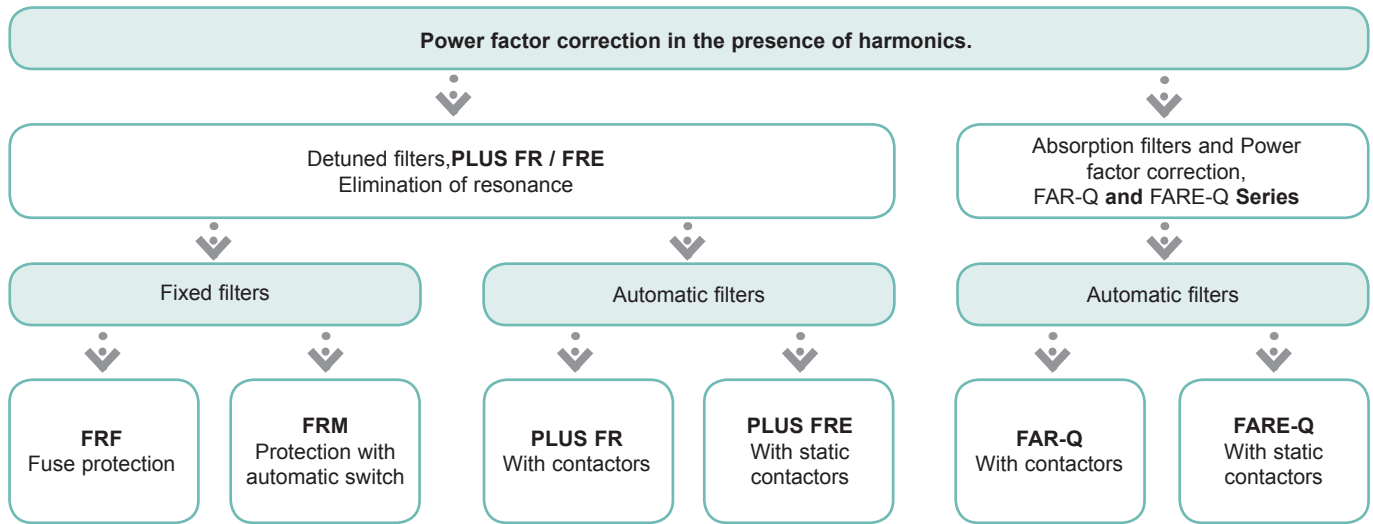 Power factor correction in the presence of harmonics.
Detuned filters,PLUS FR / FRE
Elimination of resonance
Absorption filters and Power
factor correction,
FAR-Q and FARE-Q Series
Fixed filters
Automatic filters
Automatic filters
FRF
Fuse protection
FRM
Protection with
automatic switch
PLUS FR
With contactors
PLUS FRE
With static
contactors
FAR-Q
With contactors
FARE-Q
With static
contactors